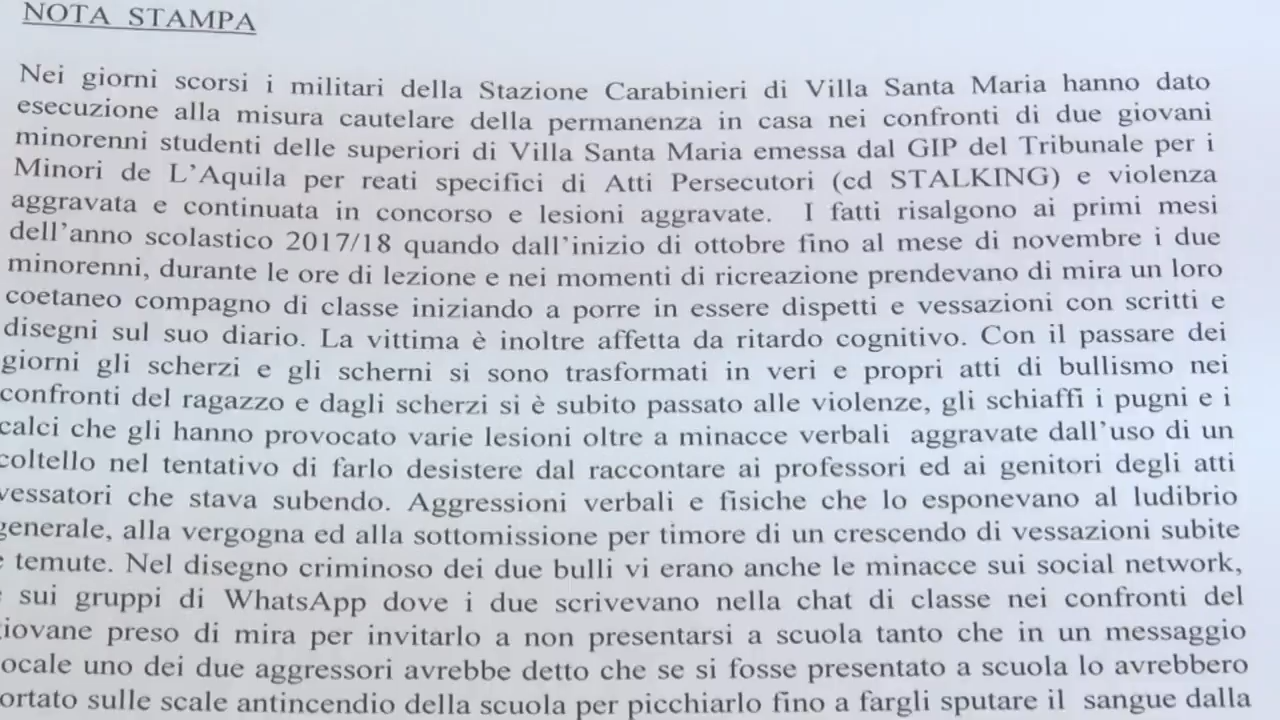 NOTA STAMPA
Nei giorni scorsi i militari della Stazione Carabinieri di Villa Santa Maria hanno dato
esecuzione alla misura cautelare della permanenza in casa nei confronti di due giovani
minorenni studenti delle superiori di Villa Santa Maria emessa dal GIP del Tribunale per i
Minori de L'Aquila per reati specifici di Atti Persecutori (cd STALKING) e violenza
aggravata e continuata in concorso e lesioni aggravate. I fatti risalgono ai primi mesi
dell'anno scolastico 2017/18 quando dall'inizio di ottobre fino al mese di novembre i due
minorenni, durante le ore di lezione e nei momenti di ricreazione prendevano di mira un loro
coetaneo compagno di classe iniziando a porre in essere dispetti e vessazioni con scritti e
disegni sul suo diario. La vittima è inoltre affetta da ritardo cognitivo. Con il passare dei
giorni gli scherzi e gli scherni si sono trasformati in veri e propri atti di bullismo nei
confronti del ragazzo e dagli scherzi si è subito passato alle violenze, gli schiaffi i pugni e i
calci che gli hanno provocato varie lesioni oltre a minacce verbali aggravate dall'uso di un
coltello nel tentativo di farlo desistere dal raccontare ai professori ed ai genitori degli atti
vessatori che stava subendo. Aggressioni verbali e fisiche che lo esponevano al ludibrio
generale, alla vergogna ed alla sottomissione per timore di un crescendo di vessazioni subite
e temute. Nel disegno criminoso dei due bulli vi erano anche le minacce sui social network,
sui gruppi di WhatsApp dove i due scrivevano nella chat di classe nei confronti del
iovane preso di mira per invitarlo a non presentarsi a scuola tanto che in un messaggio
ocale uno dei due aggressori avrebbe detto che se si fosse presentato a scuola lo avrebbero
ortato sulle scale antincendio della scuola per picchiarlo fino a fargli sputare il sangue dalla